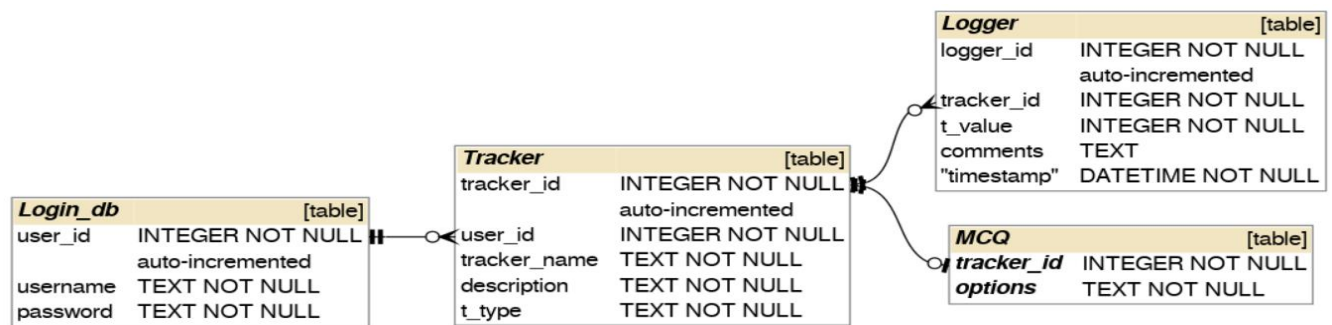 Logger [table]
logger_id INTEGER NOT NULL
auto-incremented
tracker_id INTEGER NOT NULL
t_value INTEGER NOT NULL
comments TEXT
"timestamp" DATETIME NOT NULL
Tracker [table]
tracker_id INTEGER NOT NULL
auto-incremented
user_id INTEGER NOT NULL
tracker_name TEXT NOT NULL
description TEXT NOT NULL
t_type TEXT NOT NULL
Login_db [table]
user_id INTEGER NOT NULL
auto-incremented
username TEXT NOT NULL
password TEXT NOT NULL
MCQ [table]
tracker_id INTEGER NOT NULL
options TEXT NOT NULL